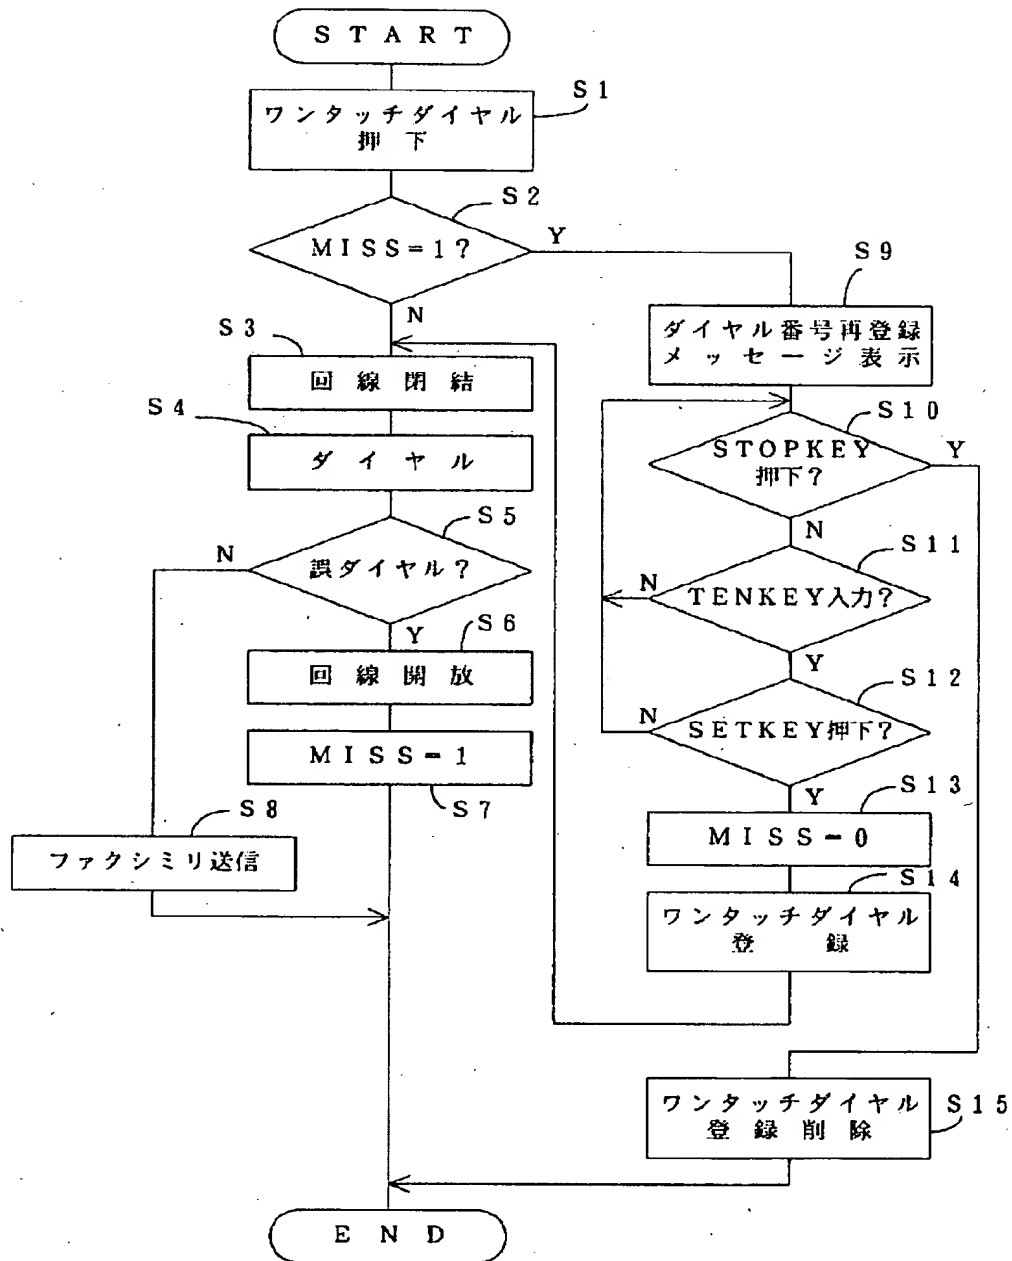 START
S1
ワンタッチダイヤル
押下
S2
MISS=1?
Y
N
S3
回線閉結
S4
ダイヤル
S5
誤ダイヤル?
N
Y
S6
回線開放
MISS=1
S7
S8
ファクシミリ送信
S9
ダイヤル番号再登録
メッセージ表示
S10
STOPKEY
押下?
Y
N
S11
TENKEY入力?
N
Y
S12
SETKEY押下?
N
Y
S13
MISS=0
S14
ワンタッチダイヤル
登録
ワンタッチダイヤル
登録削除
S15
END